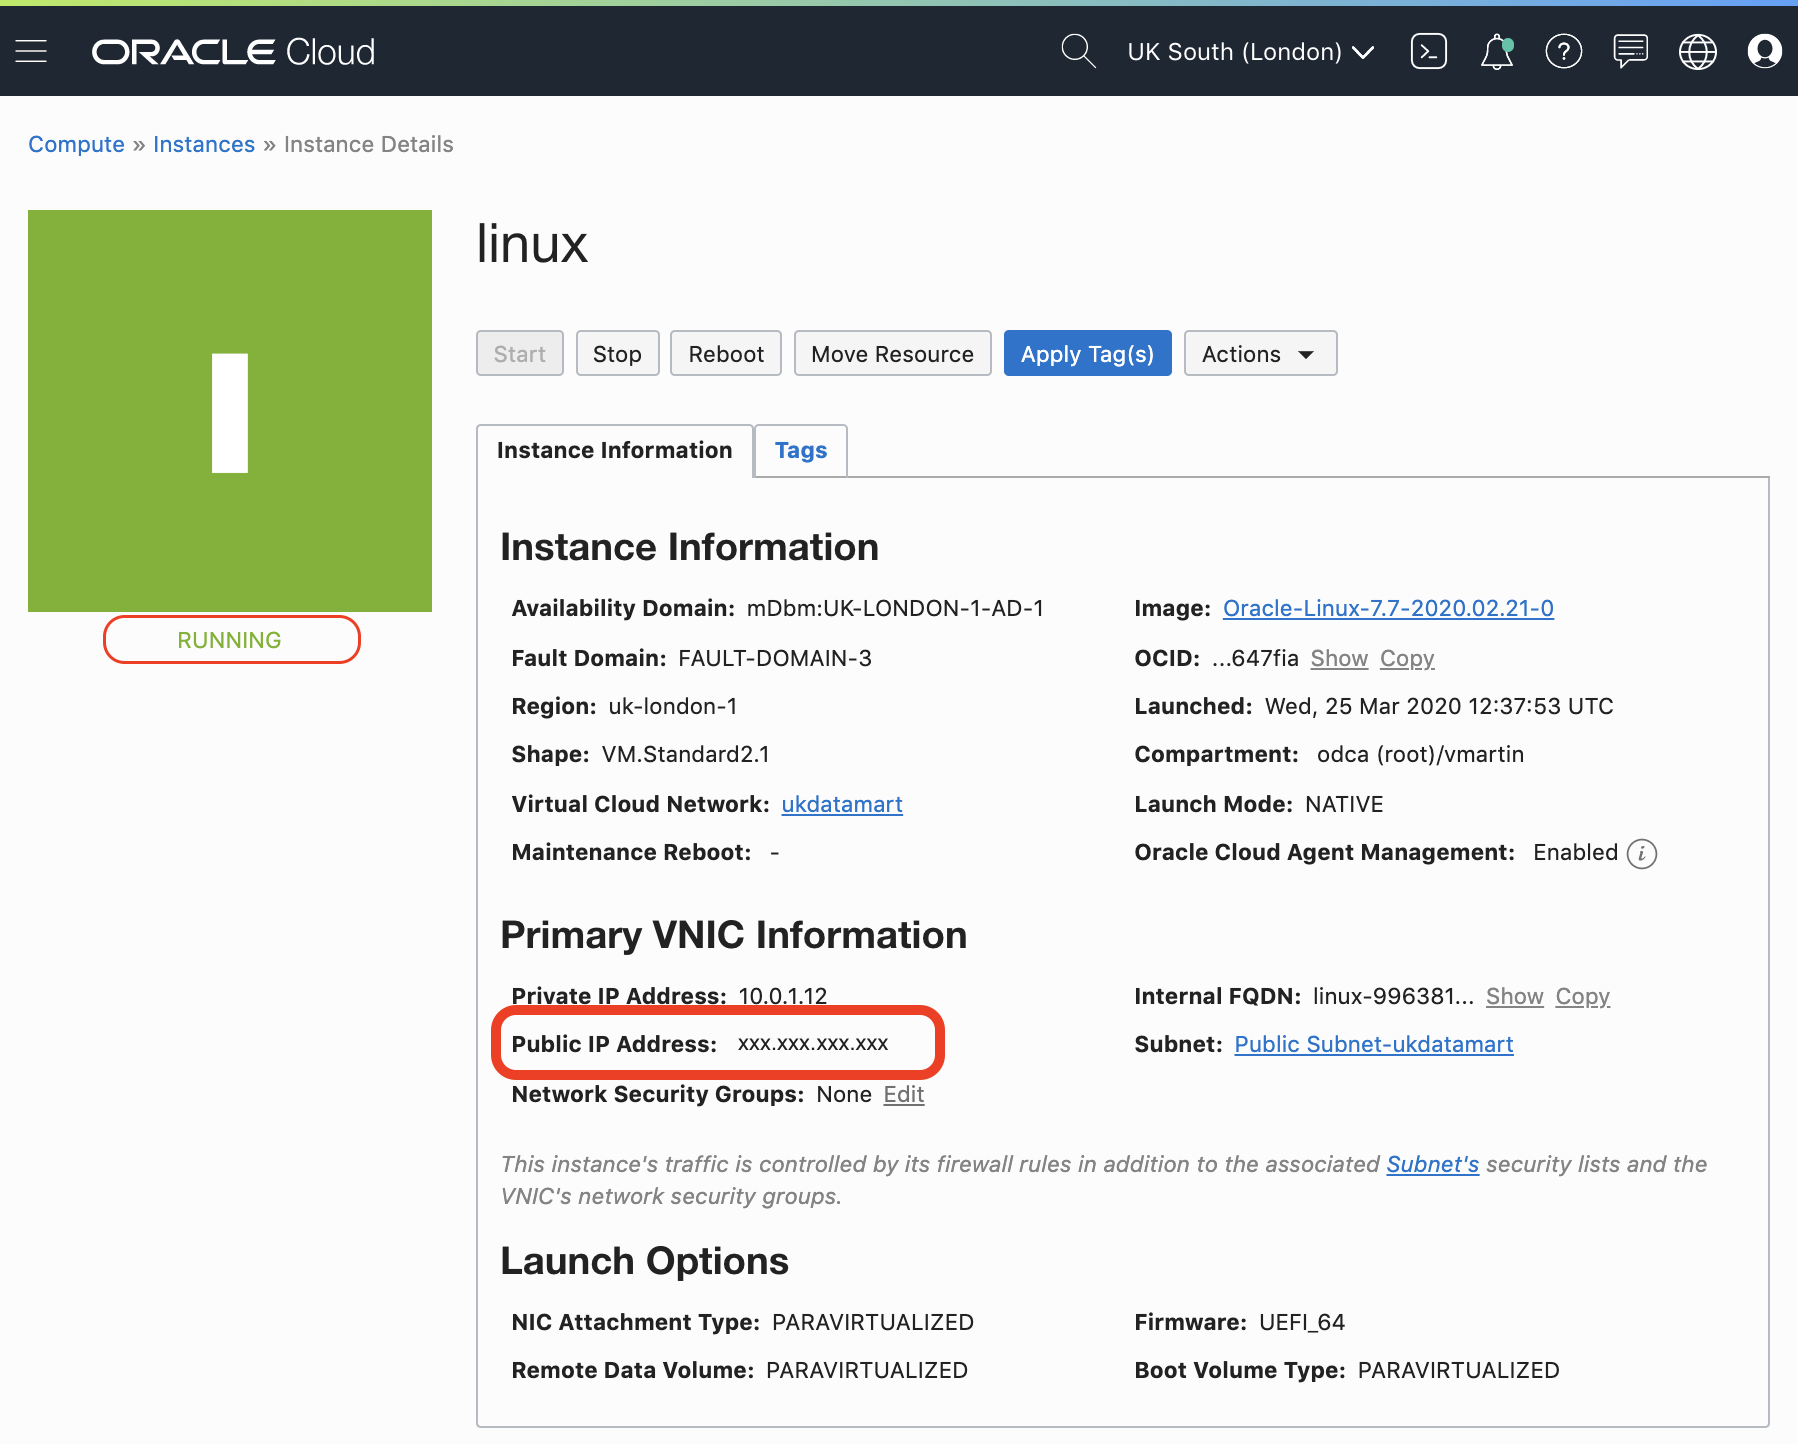 ORACLE Cloud
UK South (London)
Compute » Instances » Instance Details
I
RUNNING
linux
Start Stop Reboot Move Resource Apply Tag(s) Actions
Instance Information Tags
Instance Information
Availability Domain: mDbm:UK-LONDON-1-AD-1
Fault Domain: FAULT-DOMAIN-3
Region: uk-london-1
Shape: VM.Standard2.1
Virtual Cloud Network: ukdatamart
Maintenance Reboot: -
Image: Oracle-Linux-7.7-2020.02.21-0
OCID: ...647fia Show Copy
Launched: Wed, 25 Mar 2020 12:37:53 UTC
Compartment: odca (root)/vmartin
Launch Mode: NATIVE
Oracle Cloud Agent Management: Enabled i
Primary VNIC Information
Private IP Address: 10.0.1.12
Public IP Address: xxx.xxx.xxx.xxx
Network Security Groups: None Edit
Internal FQDN: linux-996381... Show Copy
Subnet: Public Subnet-ukdatamart
This instance's traffic is controlled by its firewall rules in addition to the associated Subnet's security lists and the
VNIC's network security groups.
Launch Options
NIC Attachment Type: PARAVIRTUALIZED
Remote Data Volume: PARAVIRTUALIZED
Firmware: UEFI_64
Boot Volume Type: PARAVIRTUALIZED